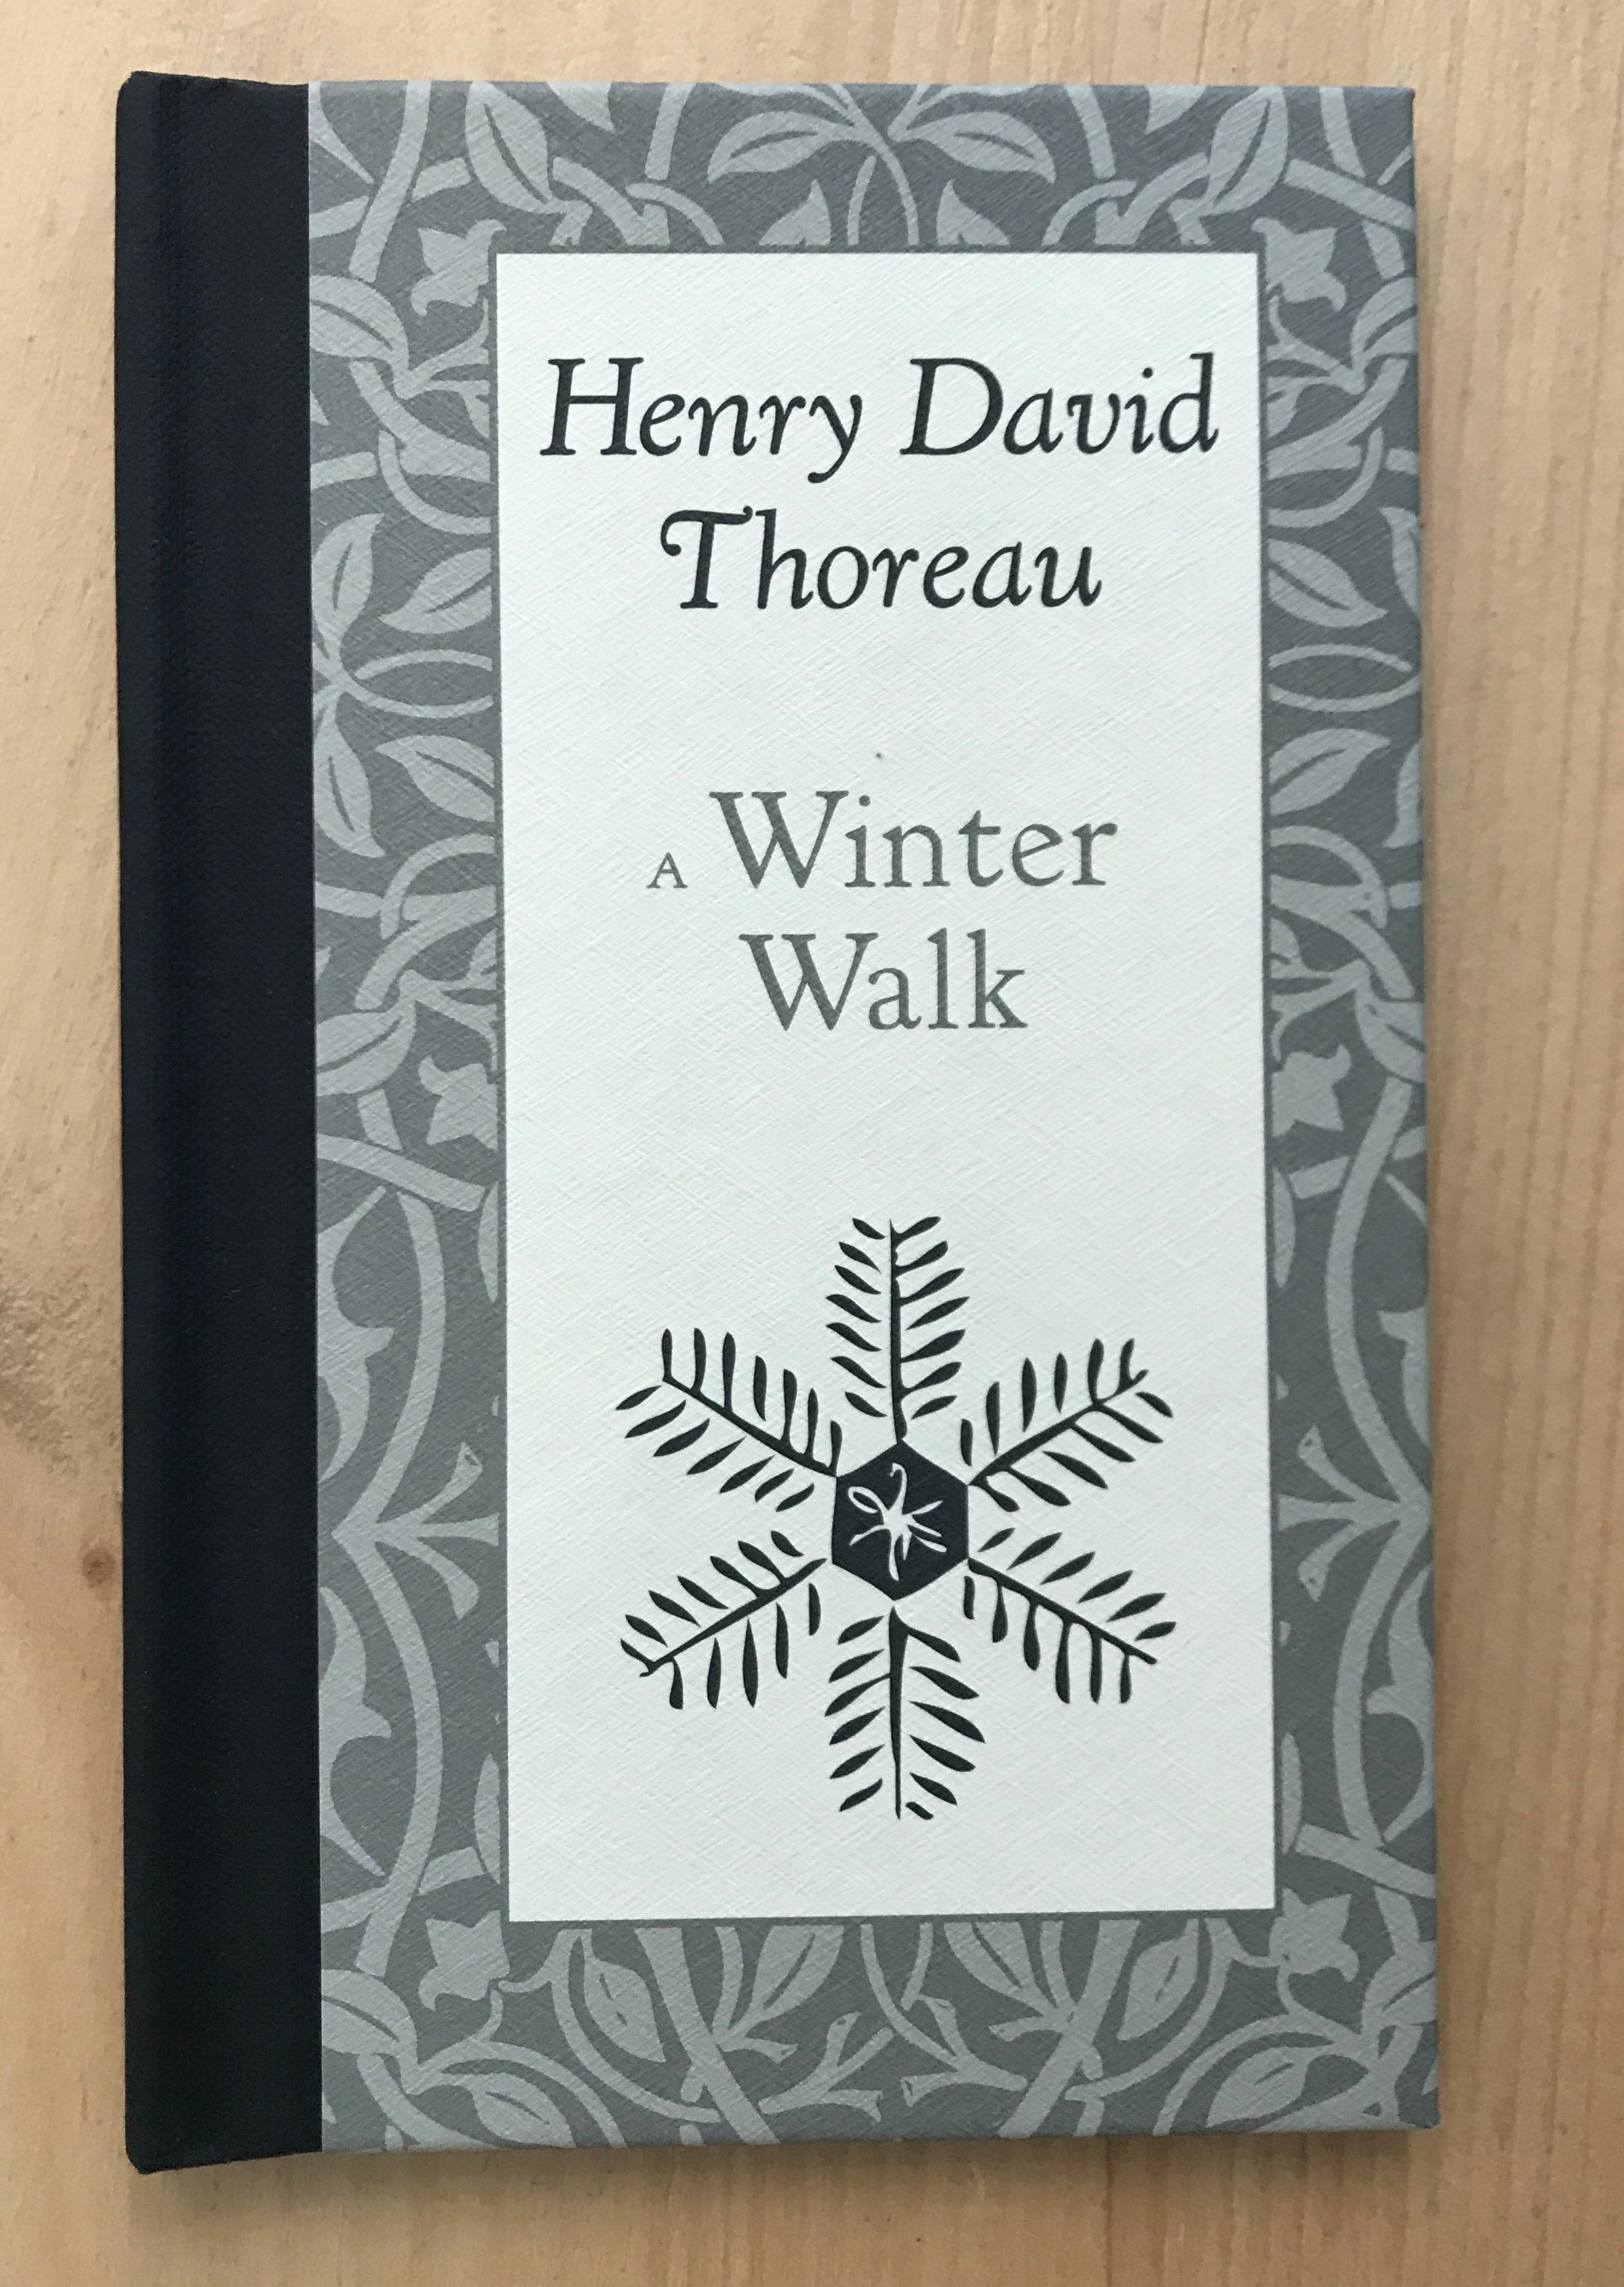 Henry David
Thoreau
A Winter
Walk